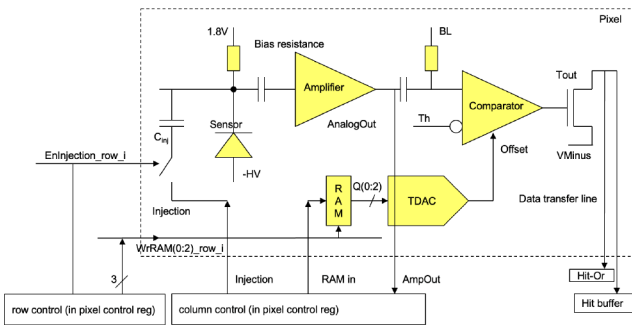 Pixel
1.8V
BL
Bias resistance
Tout
Amplifier
Comparator
Cinj
Sensor
AnalogOut
Th
EnInjection_row_i
Offset
VMinus
-HV
R
A
M
Q(0:2)
TDAC
Data transfer line
Injection
WrRAM(0:2)_row_i
3
Injection
RAM in
AmpOut
Hit-Or
row control (in pixel control reg)
column control (in pixel control reg)
Hit buffer